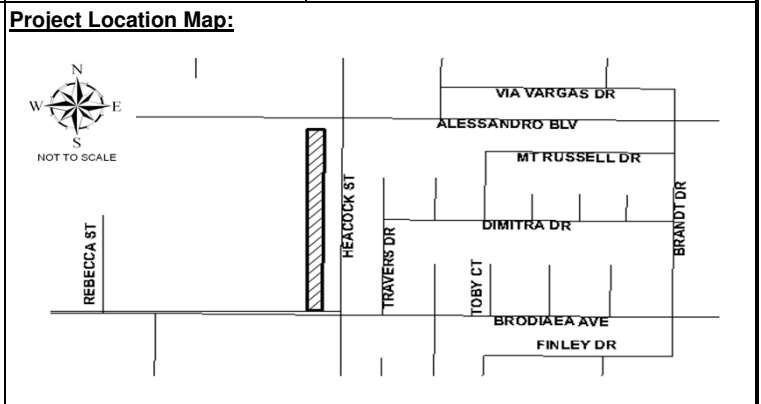 Project Location Map:
N
W E
S
NOT TO SCALE
VIA VARGAS DR
ALESSANDRO BLV
MT RUSSELL DR
HEACOCK ST
BRANDT DR
REBECCA ST
TRAVERS DR
DIMITRA DR
TOBY CT
BRODIAEA AVE
FINLEY DR